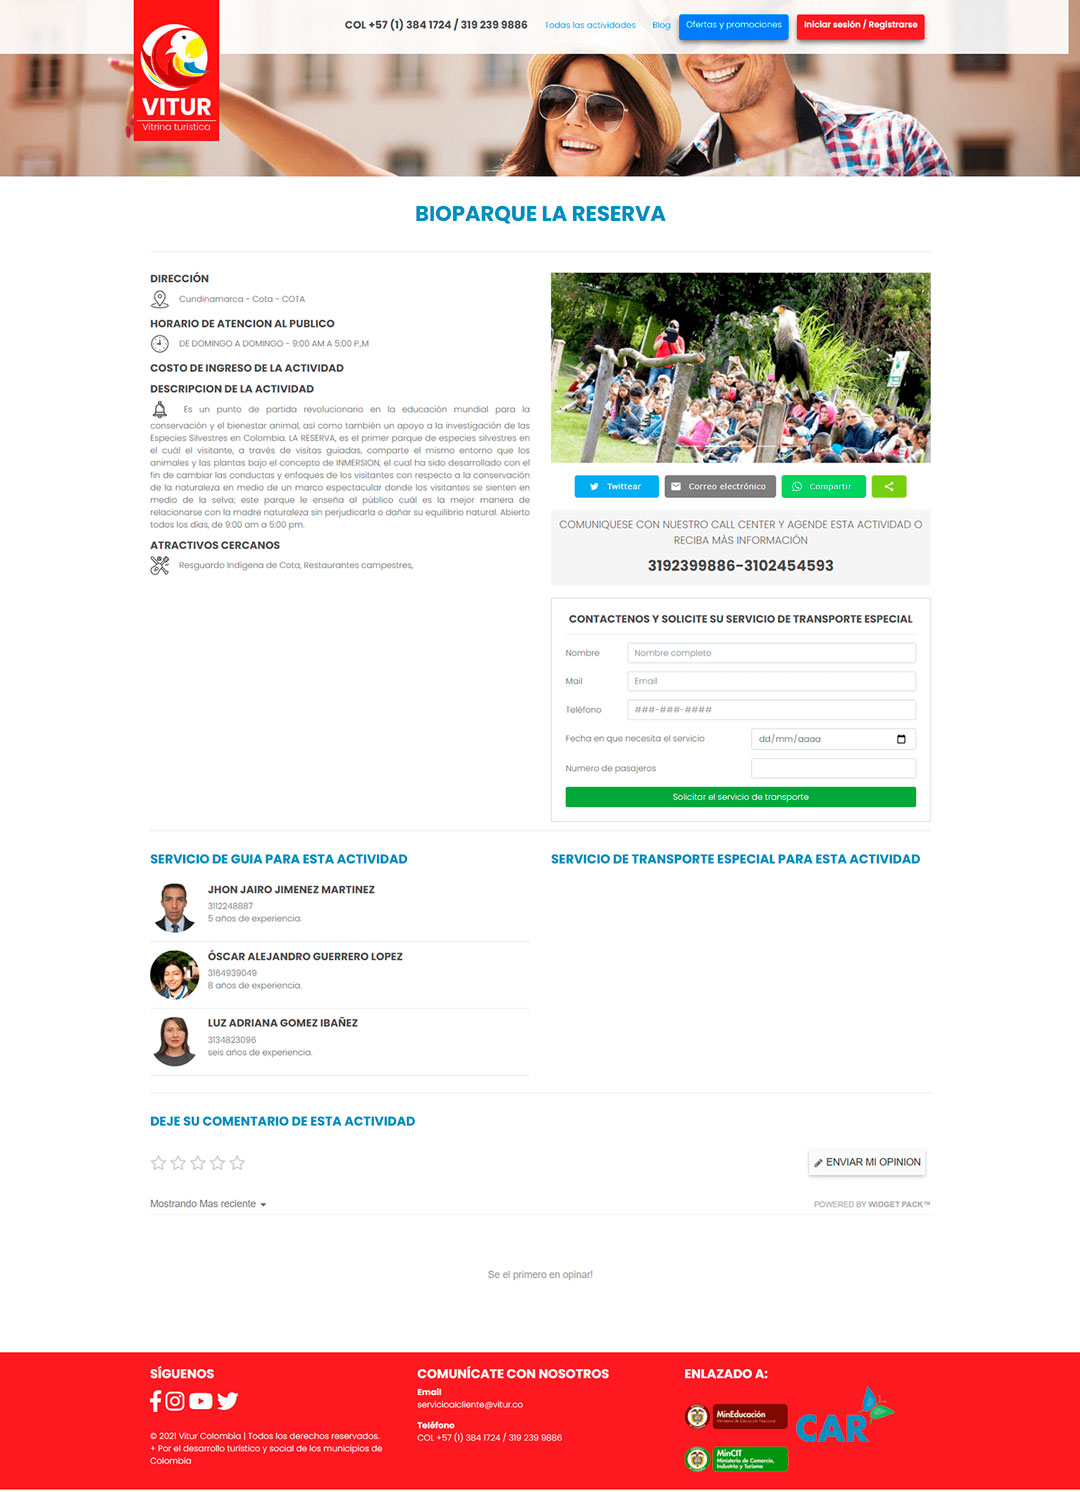 COL +57 (1) 384 1724 / 319 239 9886
Todas las actividades
Blog
Ofertas y promociones
Iniciar sesión / Registrarse
VITUR
Vitrina turística
BIOPARQUE LA RESERVA
DIRECCIÓN
Cundinamarca - Cota - COTA
HORARIO DE ATENCION AL PUBLICO
DE DOMINGO A DOMINGO - 9:00 AM A 5:00 P,M
COSTO DE INGRESO DE LA ACTIVIDAD
DESCRIPCION DE LA ACTIVIDAD
Es un punto de partida revolucionario en la educación mundial para la
conservación y el bienestar animal, así como también un apoyo a la investigación de las
Especies Silvestres en Colombia. LA RESERVA, es el primer parque de especies silvestres en
el cuál el visitante, a través de visitas guiadas, comparte el mismo entorno que los
animales y las plantas bajo el concepto de INMERSION, el cual ha sido desarrollado con el
fin de cambiar las conductas y enfoques de los visitantes con respecto a la conservación
de la naturaleza en medio de un marco espectacular donde los visitantes se sienten en
medio de la selva; este parque le enseña al público cuál es la mejor manera de
relacionarse con la madre naturaleza sin perjudicarla o dañar su equilibrio natural. Abierto
todos los días, de 9:00 am a 5:00 pm.
ATRACTIVOS CERCANOS
Resguardo Indigena de Cota, Restaurantes campestres,
Twittear
Correo electrónico
Compartir
COMUNIQUESE CON NUESTRO CALL CENTER Y AGENDE ESTA ACTIVIDAD O
RECIBA MÁS INFORMACIÓN
3192399886-3102454593
CONTACTENOS Y SOLICITE SU SERVICIO DE TRANSPORTE ESPECIAL
Nombre
Nombre completo
Mail
Email
Teléfono
###-###-####
Fecha en que necesita el servicio
dd/mm/aaaa
Numero de pasajeros
Solicitar el servicio de transporte
SERVICIO DE GUIA PARA ESTA ACTIVIDAD
JHON JAIRO JIMENEZ MARTINEZ
3112248887
5 años de experiencia.
ÓSCAR ALEJANDRO GUERRERO LOPEZ
3164939049
8 años de experiencia.
LUZ ADRIANA GOMEZ IBAÑEZ
3134823096
seis años de experiencia.
SERVICIO DE TRANSPORTE ESPECIAL PARA ESTA ACTIVIDAD
DEJE SU COMENTARIO DE ESTA ACTIVIDAD
ENVIAR MI OPINION
Mostrando Mas reciente
POWERED BY WIDGET PACK™
Se el primero en opinar!
SÍGUENOS
© 2021 Vitur Colombia | Todos los derechos reservados.
+ Por el desarrollo turístico y social de los municipios de
Colombia
COMUNÍCATE CON NOSOTROS
Email
servicioalcliente@vitur.co
Teléfono
COL +57 (1) 384 1724 / 319 239 9886
ENLAZADO A:
MinEducación
Ministerio de Educación Nacional
CAR
MinCIT
Ministerio de Comercio,
Industria y Turismo